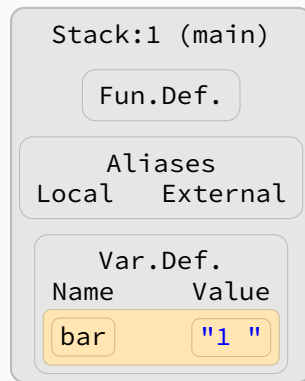 Stack:1 (main)
Fun.Def.
Aliases
Local External
Var.Def.
Name Value
bar "1 "